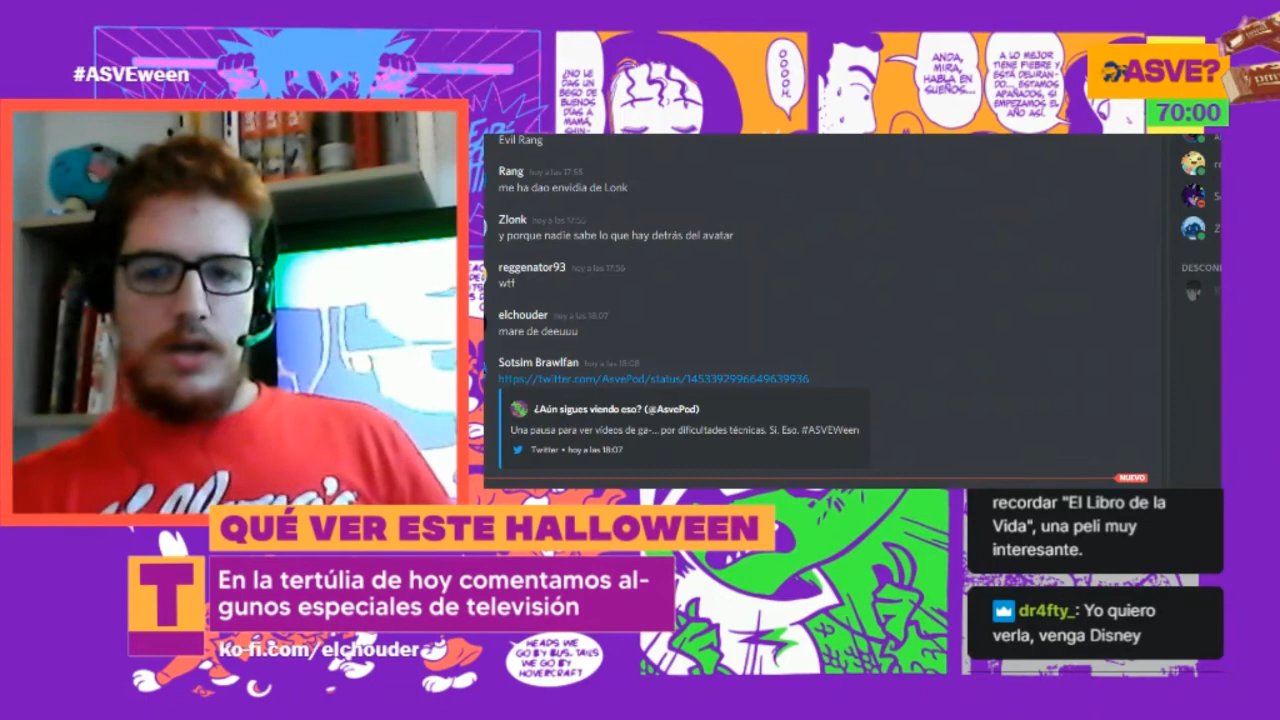 #ASVEween
¿NO LE
DAS UN
BESO DE
BUENOS
DÍAS A
MAMÁ,
SHIN-
OOOOH.
ANDA,
MIRA,
HABLA EN
SUEÑOS...
A LO MEJOR
TIENE FIEBRE Y
ESTÁ DELIRAN-
DO... ESTAMOS
APAÑADOS, SI
EMPEZAMOS EL
AÑO ASÍ.
ASVE?
70:00
Evil Rang
Rang hoy a las 17:55
me ha dao envidia de Lonk
Zlonk hoy a las 17:55
y porque nadie sabe lo que hay detrás del avatar
reggenator93 hoy a las 17:56
wtf
elchouder hoy a las 18:07
mare de deeuuu
Sotsim Brawlfan hoy a las 18:08
https://twitter.com/AsvePod/status/1453392996649639936
¿Aún sigues viendo eso? (@AsvePod)
Una pausa para ver vídeos de ga-... por dificultades técnicas. Sí. Eso. #ASVEWeen
Twitter • hoy a las 18:07
NUEVO
DESCONE
QUÉ VER ESTE HALLOWEEN
T
En la tertúlia de hoy comentamos al-
gunos especiales de televisión
Ko-fi.com/elchouder
HEADS WE
GO BY BUS. TAILS
WE GO BY
HOVERCRAFT
recordar "El Libro de la
Vida", una peli muy
interesante.
dr4fty_: Yo quiero
verla, venga Disney